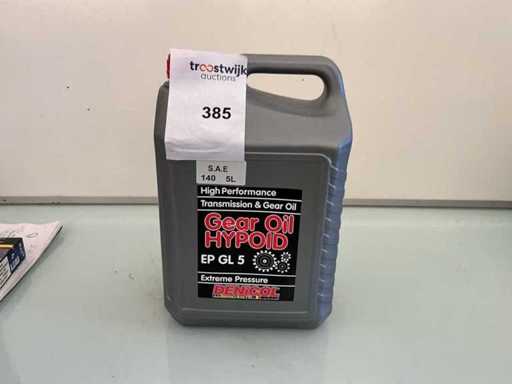 troostwijk
auctions
385
S.A.E
140 5L
High Performance
Transmission & Gear Oil
Gear Oil
HYPOID
EP GL 5
Extreme Pressure
DENICOL